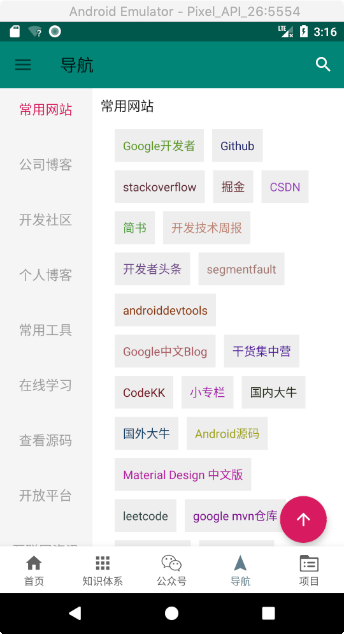 Android Emulator - Pixel_API_26:5554
LTE 3:16
导航
常用网站
公司博客
开发社区
个人博客
常用工具
在线学习
查看源码
开放平台
常用网站
Google开发者 Github
stackoverflow 掘金 CSDN
简书 开发技术周报
开发者头条 segmentfault
androiddevtools
Google中文Blog 干货集中营
CodeKK 小专栏 国内大牛
国外大牛 Android源码
Material Design 中文版
leetcode google mvn仓库
首页 知识体系 公众号 导航 项目